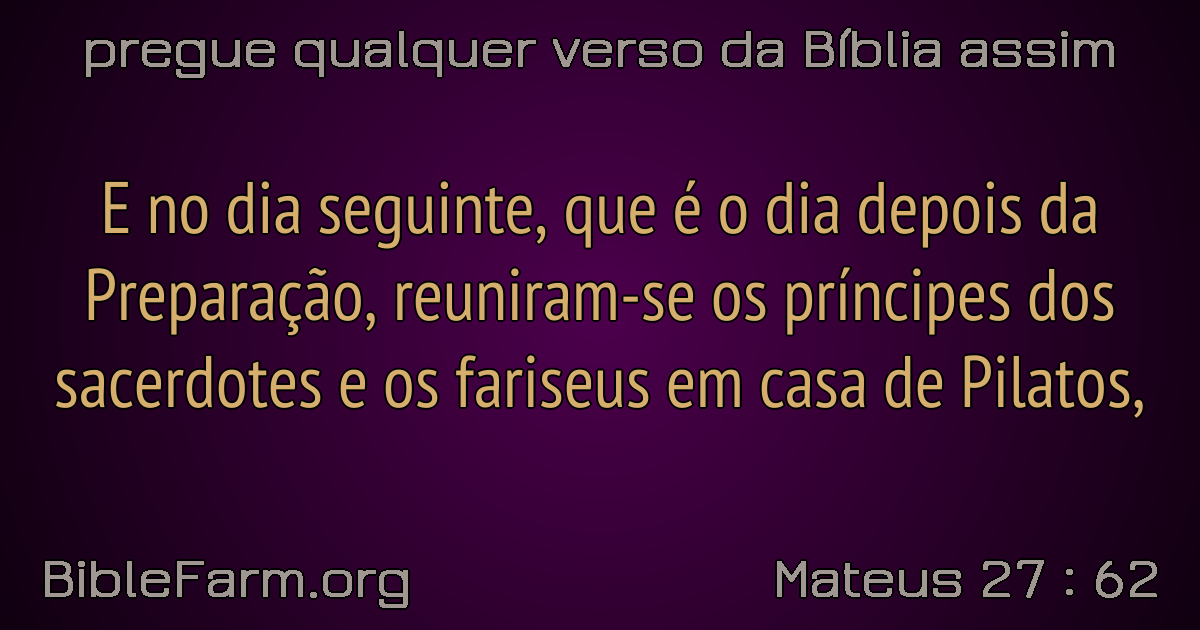 pregue qualquer verso da Bíblia assim
E no dia seguinte, que é o dia depois da
Preparação, reuniram-se os príncipes dos
sacerdotes e os fariseus em casa de Pilatos,
BibleFarm.org
Mateus 27 : 62